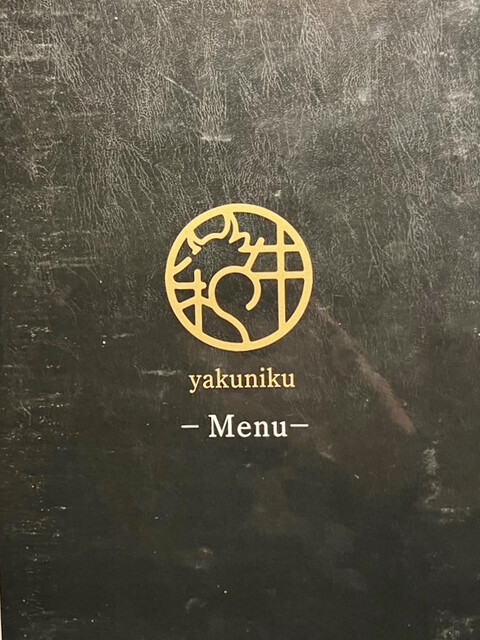 yakuniku
– Menu–